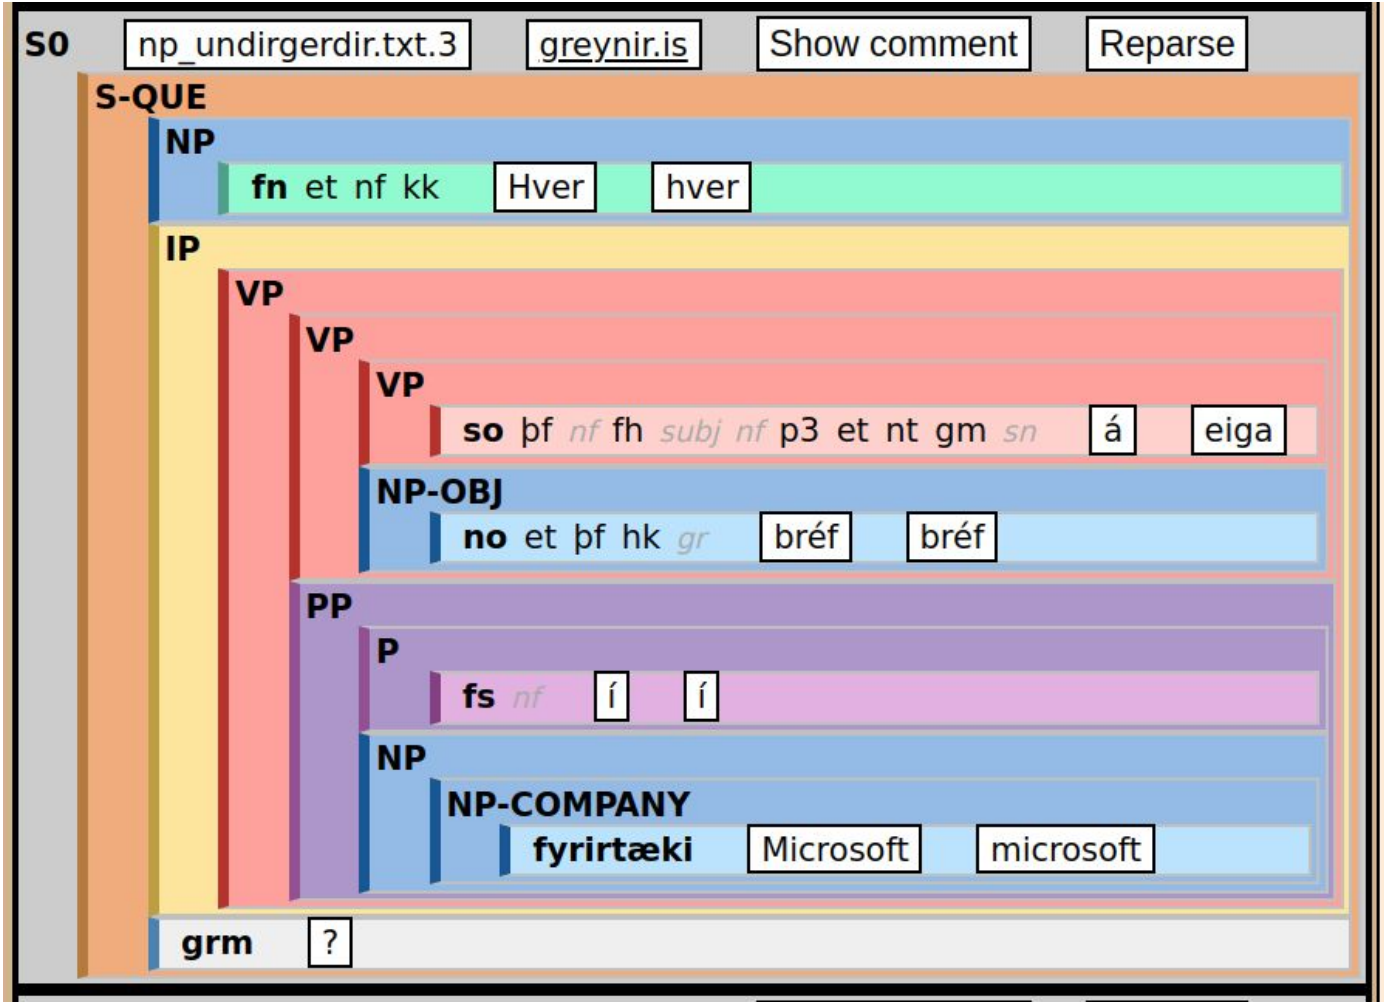 S0 np_undirgerdir.txt.3 greynir.is Show comment Reparse
S-QUE
NP
fn et nf kk Hver hver
IP
VP
VP
VP
so þf nf fh subj nf p3 et nt gm sn á eiga
NP-OBJ
no et þf hk gr bréf bréf
PP
P
fs nf í í
NP
NP-COMPANY
fyrirtæki Microsoft microsoft
grm ?